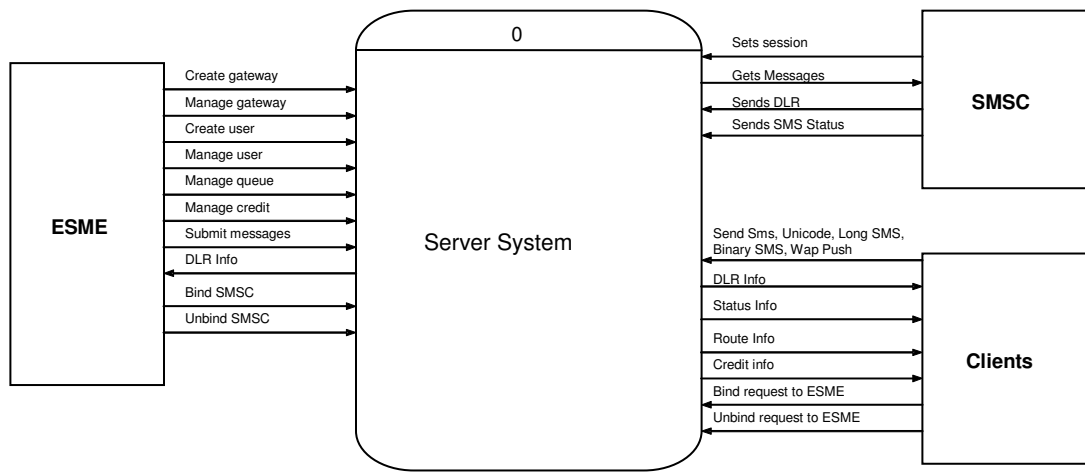 ESME
Create gateway
Manage gateway
Create user
Manage user
Manage queue
Manage credit
Submit messages
DLR Info
Bind SMSC
Unbind SMSC
0
Server System
Sets session
Gets Messages
Sends DLR
Sends SMS Status
SMSC
Send Sms, Unicode, Long SMS,
Binary SMS, Wap Push
DLR Info
Status Info
Route Info
Credit info
Bind request to ESME
Unbind request to ESME
Clients